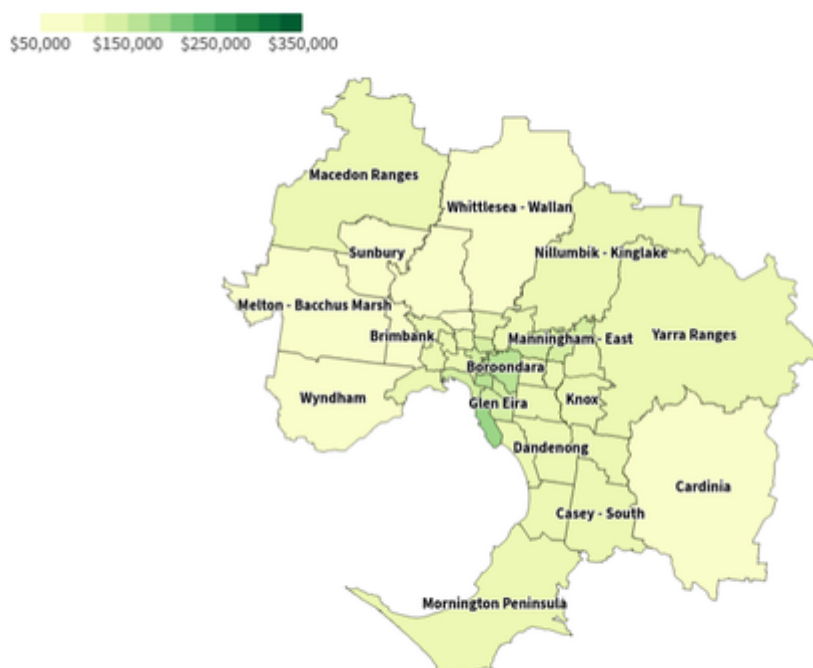 $50,000 $150,000 $250,000 $350,000
Macedon Ranges
Whittlesea - Wallan
Sunbury
Nillumbik - Kinglake
Melton - Bacchus Marsh
Brimbank
Manningham - East
Yarra Ranges
Boroondara
Wyndham
Glen Eira
Knox
Dandenong
Cardinia
Casey - South
Mornington Peninsula